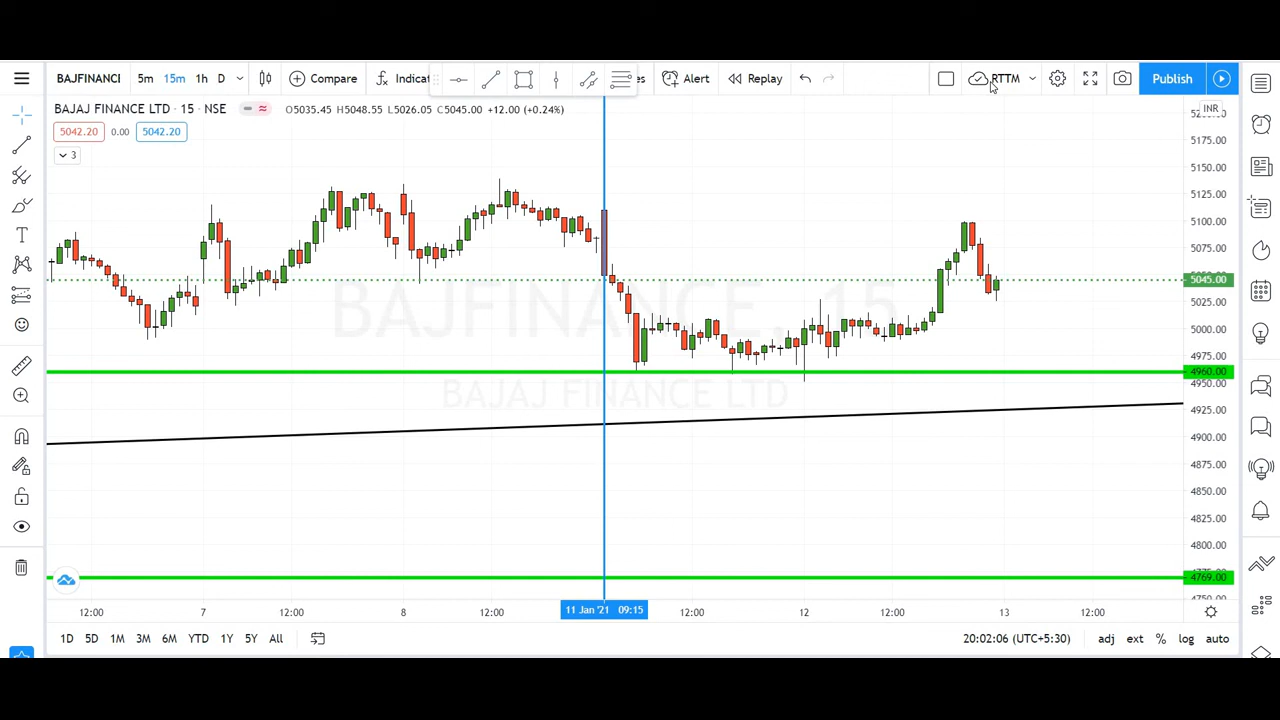 BAJFINANCI 5m 15m 1h D Compare Indicat es Alert Replay RTTM Publish
BAJAJ FINANCE LTD · 15 · NSE O5035.45 H5048.55 L5026.05 C5045.00 +12.00 (+0.24%) INR
5042.20 0.00 5042.20
3
5175.00
5150.00
5125.00
5100.00
5075.00
5045.00
5025.00
5000.00
4975.00
4960.00
4950.00
4925.00
4900.00
4875.00
4850.00
4825.00
4800.00
4769.00
BAJFINANCE, 15
BAJAJ FINANCE LTD
12:00 7 12:00 8 12:00 11 Jan '21 09:15 12:00 12 12:00 13 12:00
1D 5D 1M 3M 6M YTD 1Y 5Y All 20:02:06 (UTC+5:30) adj ext % log auto